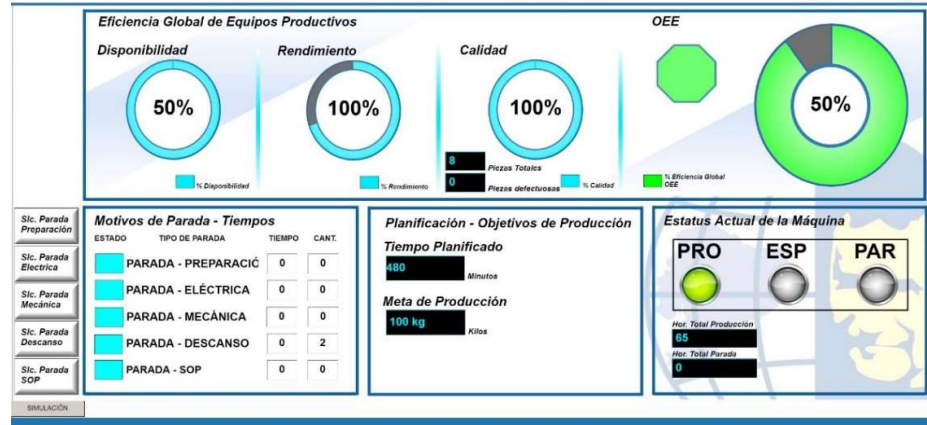 Eficiencia Global de Equipos Productivos
OEE
Disponibilidad
Rendimiento
Calidad
50%
100%
100%
50%
8
Piezas Totales
0
Piezas defectuosas
% Disponibilidad
% Rendimiento
% Calidad
% Eficiencia Global
OEE
Slc. Parada
Preparación
Slc. Parada
Electrica
Slc. Parada
Mecánica
Slc. Parada
Descanso
Slc. Parada
SOP
SIMULACIÓN
Motivos de Parada - Tiempos
ESTADO TIPO DE PARADA TIEMPO CANT.
PARADA - PREPARACIÓ 0 0
PARADA - ELÉCTRICA 0 0
PARADA - MECÁNICA 0 0
PARADA - DESCANSO 0 2
PARADA - SOP 0 0
Planificación - Objetivos de Producción
Tiempo Planificado
480
Minutos
Meta de Producción
100 kg
Kilos
Estatus Actual de la Máquina
PRO ESP PAR
Hor. Total Producción
65
Hor. Total Parada
0